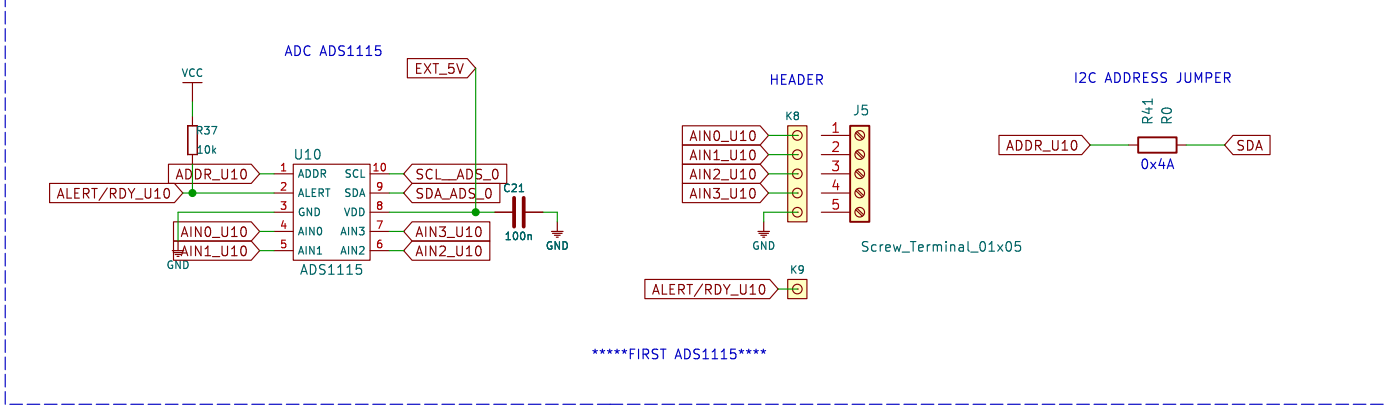 ADC ADS1115
EXT_5V
VCC
R37
10k
U10
ADDR_U10
1
ADDR
SCL
10
SCL__ADS_0
ALERT/RDY_U10
2
ALERT
SDA
9
SDA_ADS_0
C21
3
GND
VDD
8
100n
GND
AIN0_U10
4
AIN0
AIN3
7
AIN3_U10
AIN1_U10
5
AIN1
AIN2
6
AIN2_U10
GND
ADS1115
HEADER
K8
J5
AIN0_U10
1
AIN1_U10
2
AIN2_U10
3
AIN3_U10
4
5
GND
Screw_Terminal_01x05
K9
ALERT/RDY_U10
I2C ADDRESS JUMPER
R41
R0
ADDR_U10
SDA
0x4A
*****FIRST ADS1115****